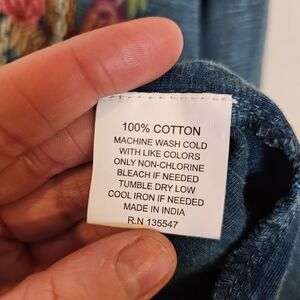 100% COTTON
MACHINE WASH COLD
WITH LIKE COLORS
ONLY NON-CHLORINE
BLEACH IF NEEDED
TUMBLE DRY LOW
COOL IRON IF NEEDED
MADE IN INDIA
R.N 135547